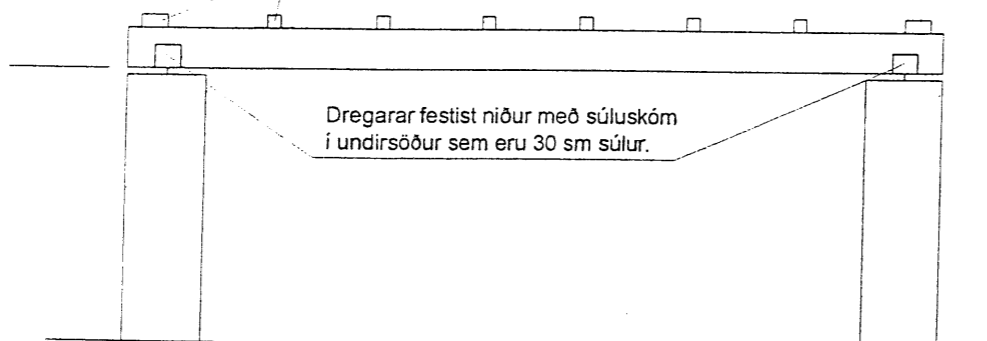 Dregarar festist niður með súluskóm
í undirsöður sem eru 30 sm súlur.